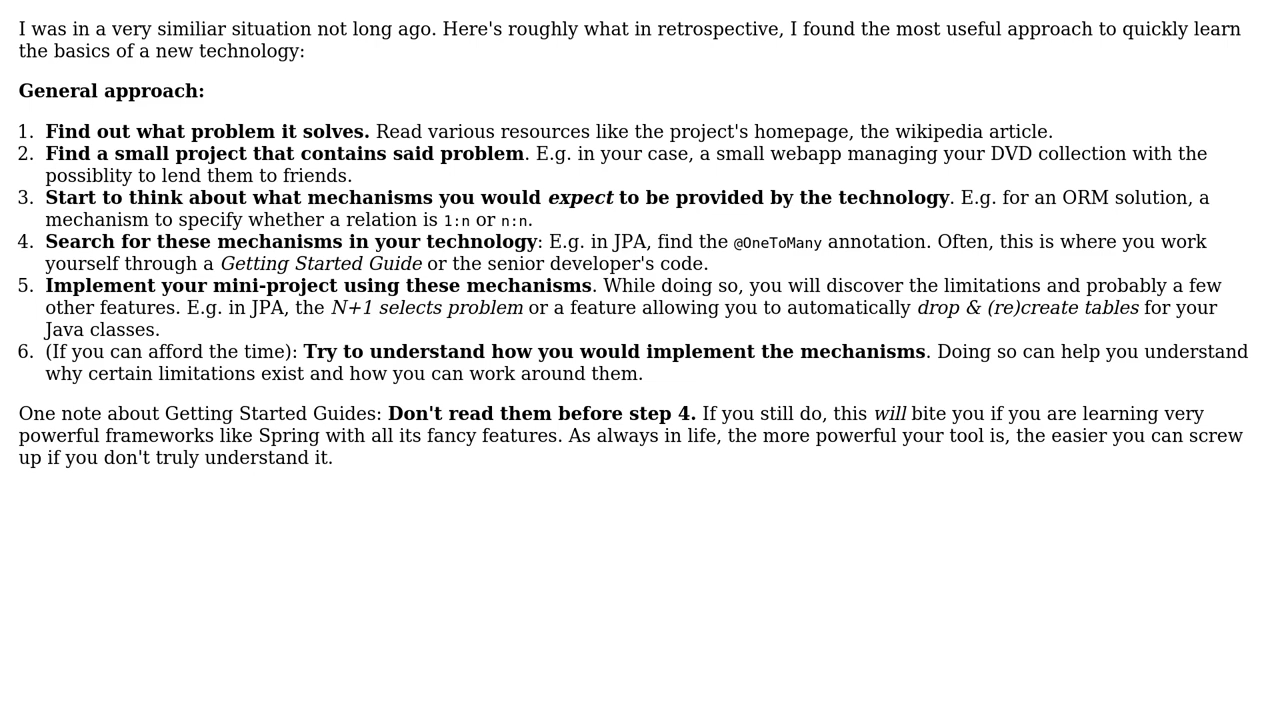 I was in a very similiar situation not long ago. Here's roughly what in retrospective, I found the most useful approach to quickly learn
the basics of a new technology:
General approach:
1. Find out what problem it solves. Read various resources like the project's homepage, the wikipedia article.
2. Find a small project that contains said problem. E.g. in your case, a small webapp managing your DVD collection with the
possiblity to lend them to friends.
3. Start to think about what mechanisms you would expect to be provided by the technology. E.g. for an ORM solution, a
mechanism to specify whether a relation is 1:n or n:n.
4. Search for these mechanisms in your technology: E.g. in JPA, find the @OneToMany annotation. Often, this is where you work
yourself through a Getting Started Guide or the senior developer's code.
5. Implement your mini-project using these mechanisms. While doing so, you will discover the limitations and probably a few
other features. E.g. in JPA, the N+1 selects problem or a feature allowing you to automatically drop & (re)create tables for your
Java classes.
6. (If you can afford the time): Try to understand how you would implement the mechanisms. Doing so can help you understand
why certain limitations exist and how you can work around them.
One note about Getting Started Guides: Don't read them before step 4. If you still do, this will bite you if you are learning very
powerful frameworks like Spring with all its fancy features. As always in life, the more powerful your tool is, the easier you can screw
up if you don't truly understand it.